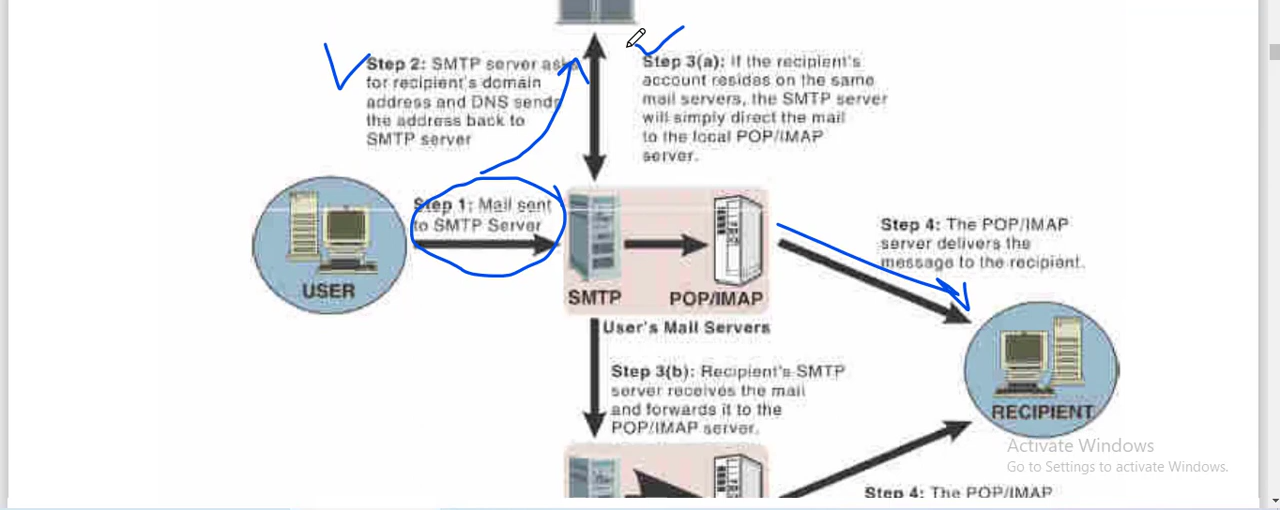 Step 2: SMTP server asks
for recipient's domain
address and DNS sends
the address back to
SMTP server
Step 3(a): If the recipient's
account resides on the same
mail servers, the SMTP server
will simply direct the mail
to the local POP/IMAP
server.
Step 1: Mail sent
to SMTP Server
USER
SMTP
POP/IMAP
User's Mail Servers
Step 4: The POP/IMAP
server delivers the
message to the recipient.
Step 3(b): Recipient's SMTP
server receives the mail
and forwards it to the
POP/IMAP server.
RECIPIENT
Activate Windows
Go to Settings to activate Windows.
Step 4: The POP/IMAP